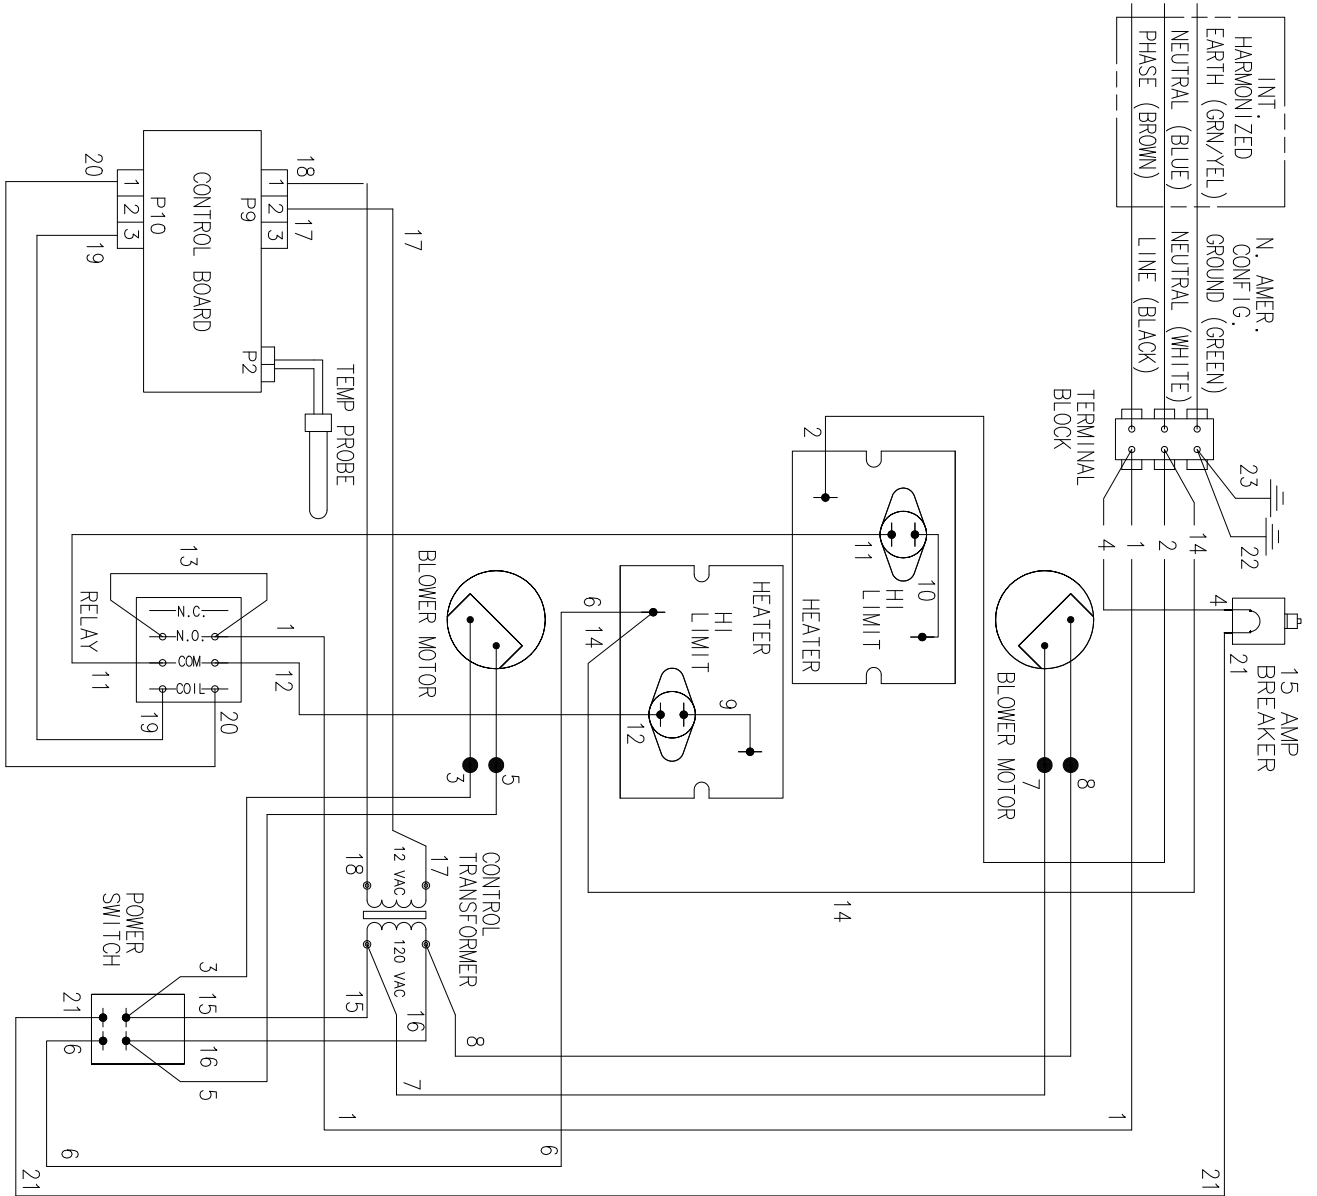 INT.
HARMONIZED
EARTH (GRN/YEL)
NEUTRAL (BLUE)
PHASE (BROWN)
N. AMER.
CONFIG.
GROUND (GREEN)
NEUTRAL (WHITE)
LINE (BLACK)
TERMINAL
BLOCK
23
22
14
2
1
4
4
21
15 AMP
BREAKER
2
10
11
HI
LIMIT
HEATER
BLOWER MOTOR
7
8
HEATER
HI
LIMIT
6
14
9
12
14
BLOWER MOTOR
3
5
18
1 2 3
17
P9
CONTROL BOARD
P10
1 2 3
20
19
P2
TEMP PROBE
17
13
N.C.
N.O.
COM
COIL
RELAY
1
12
11
19
20
CONTROL
TRANSFORMER
17
18
12 VAC
120 VAC
15
16
8
7
POWER
SWITCH
3
15
16
5
21
6
1
1
6
6
21
21